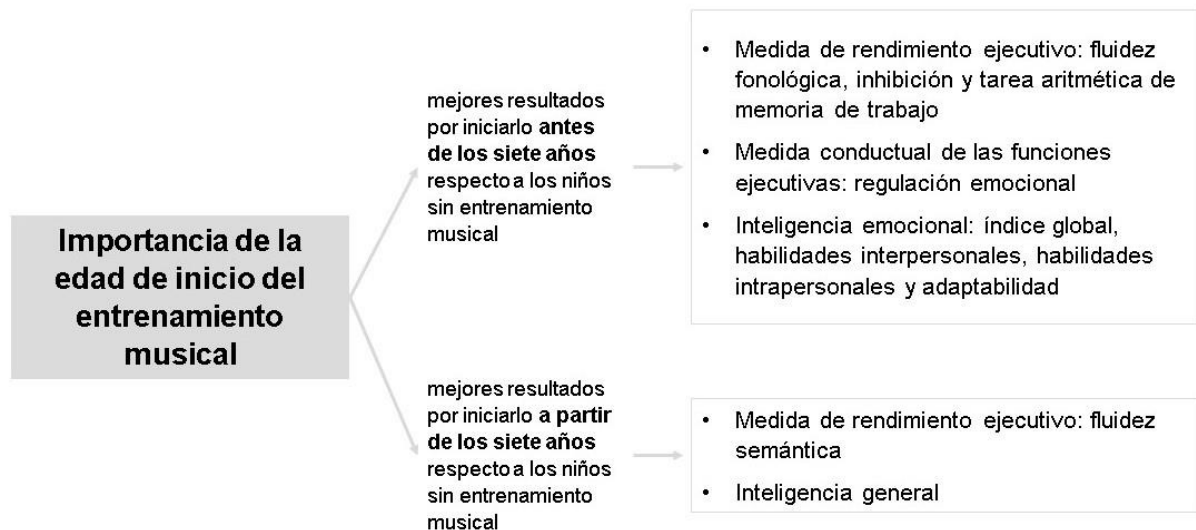 Importancia de la
edad de inicio del
entrenamiento
musical
mejores resultados
por iniciarlo antes
de los siete años
respecto a los niños
sin entrenamiento
musical
• Medida de rendimiento ejecutivo: fluidez
fonológica, inhibición y tarea aritmética de
memoria de trabajo
• Medida conductual de las funciones
ejecutivas: regulación emocional
• Inteligencia emocional: índice global,
habilidades interpersonales, habilidades
intrapersonales y adaptabilidad
mejores resultados
por iniciarlo a partir
de los siete años
respecto a los niños
sin entrenamiento
musical
• Medida de rendimiento ejecutivo: fluidez
semántica
• Inteligencia general